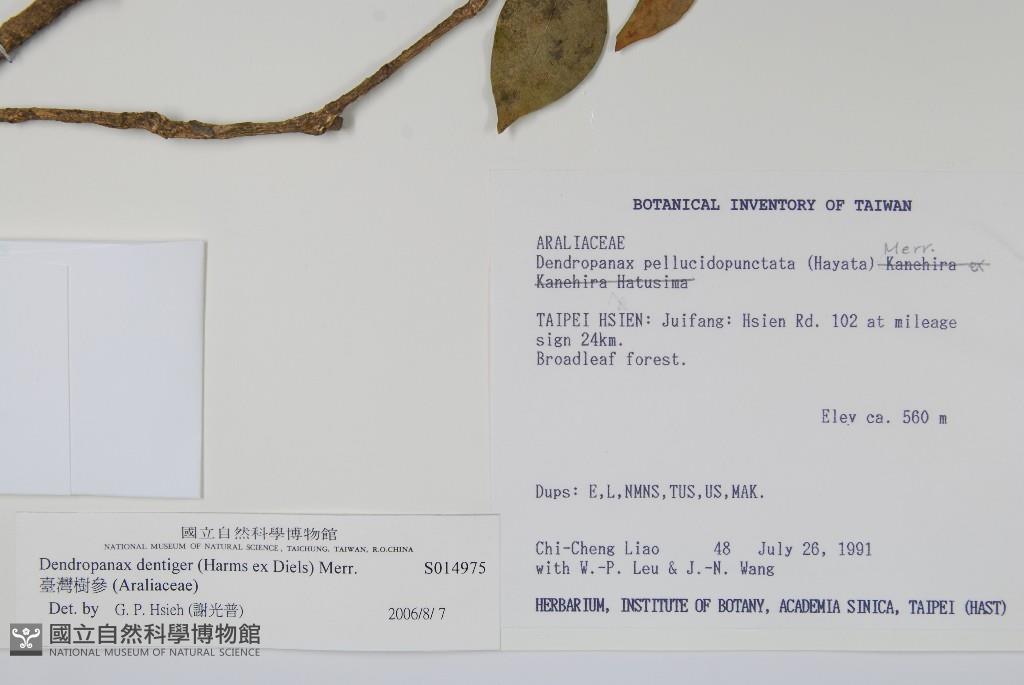 BOTANICAL INVENTORY OF TAIWAN
ARALIACEAE
Merr.
Dendropanax pellucidopunctata (Hayata) Kanehira ex
Kanehira Hatusima
TAIPEI HSIEN: Juifang: Hsien Rd. 102 at mileage
sign 24km.
Broadleaf forest.
Elev ca. 560 m
Dups: E,L,NMNS,TUS,US,MAK.
Chi-Cheng Liao 48 July 26, 1991
with W.-P. Leu & J.-N. Wang
HERBARIUM, INSTITUTE OF BOTANY, ACADEMIA SINICA, TAIPEI (HAST)
國立自然科學博物館
NATIONAL MUSEUM OF NATURAL SCIENCE, TAICHUNG, TAIWAN, R.O.CHINA
Dendropanax dentiger (Harms ex Diels) Merr. S014975
臺灣樹參 (Araliaceae)
Det. by G. P. Hsieh (謝光普) 2006/8/ 7
國立自然科學博物館
NATIONAL MUSEUM OF NATURAL SCIENCE